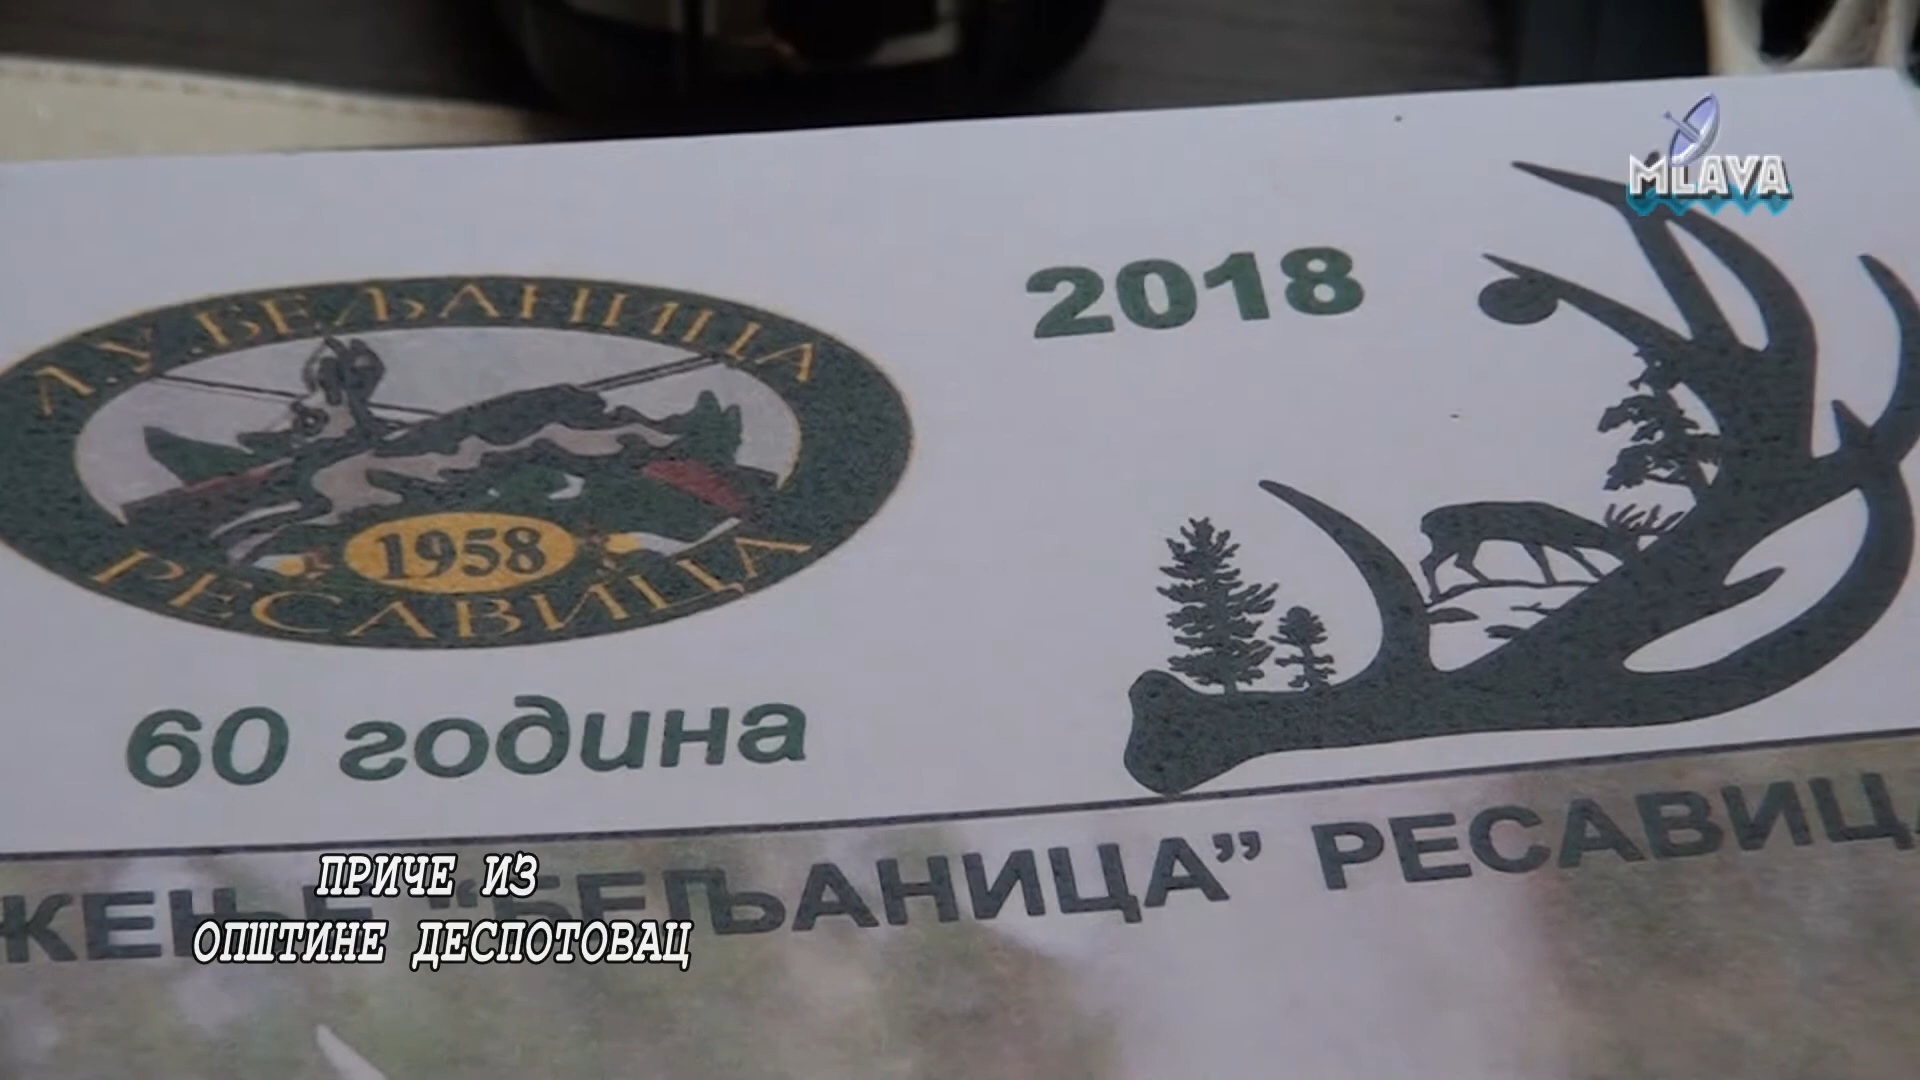 MLAVA
2018
Л.У.БЕЉАНИЦА
1958
РЕСАВИЦА
60 година
"БЕЉАНИЦА" РЕСАВИЦ
ПРИЧЕ ИЗ
ОПШТИНЕ ДЕСПОТОВАЦ